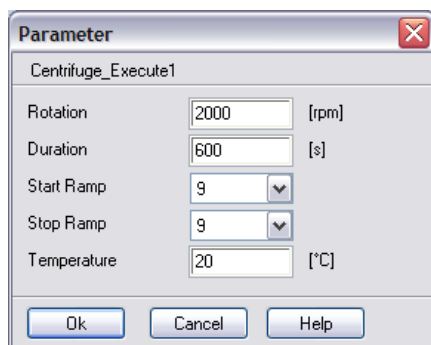 Parameter
Centrifuge_Execute1
Rotation 2000 [rpm]
Duration 600 [s]
Start Ramp 9
Stop Ramp 9
Temperature 20 [°C]
Ok Cancel Help